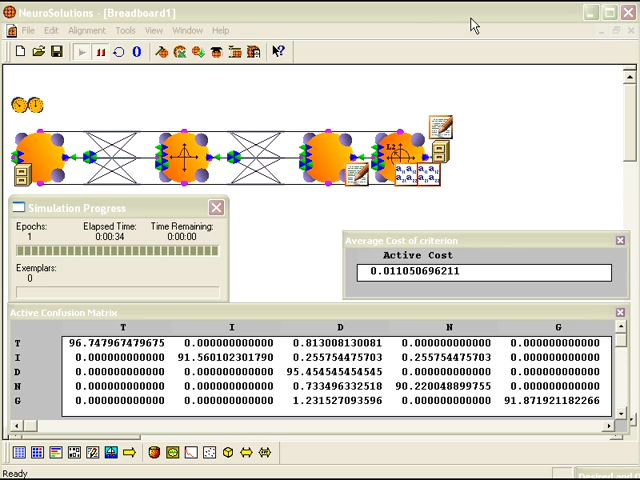 NeuroSolutions - [Breadboard1]
File Edit Alignment Tools View Window Help
L2
Simulation Progress
Epochs: Elapsed Time: Time Remaining:
1 0:00:34 0:00:00
Exemplars:
0
Average Cost of criterion
Active Cost
0.011050696211
Active Confusion Matrix
T I D N G
T 96.747967479675 0.000000000000 0.813008130081 0.000000000000 0.000000000000
I 0.000000000000 91.560102301790 0.255754475703 0.255754475703 0.000000000000
D 0.000000000000 0.000000000000 95.454545454545 0.000000000000 0.000000000000
N 0.000000000000 0.000000000000 0.733496332518 90.220048899755 0.000000000000
G 0.000000000000 0.000000000000 1.231527093596 0.000000000000 91.871921182266
Ready
Desired and